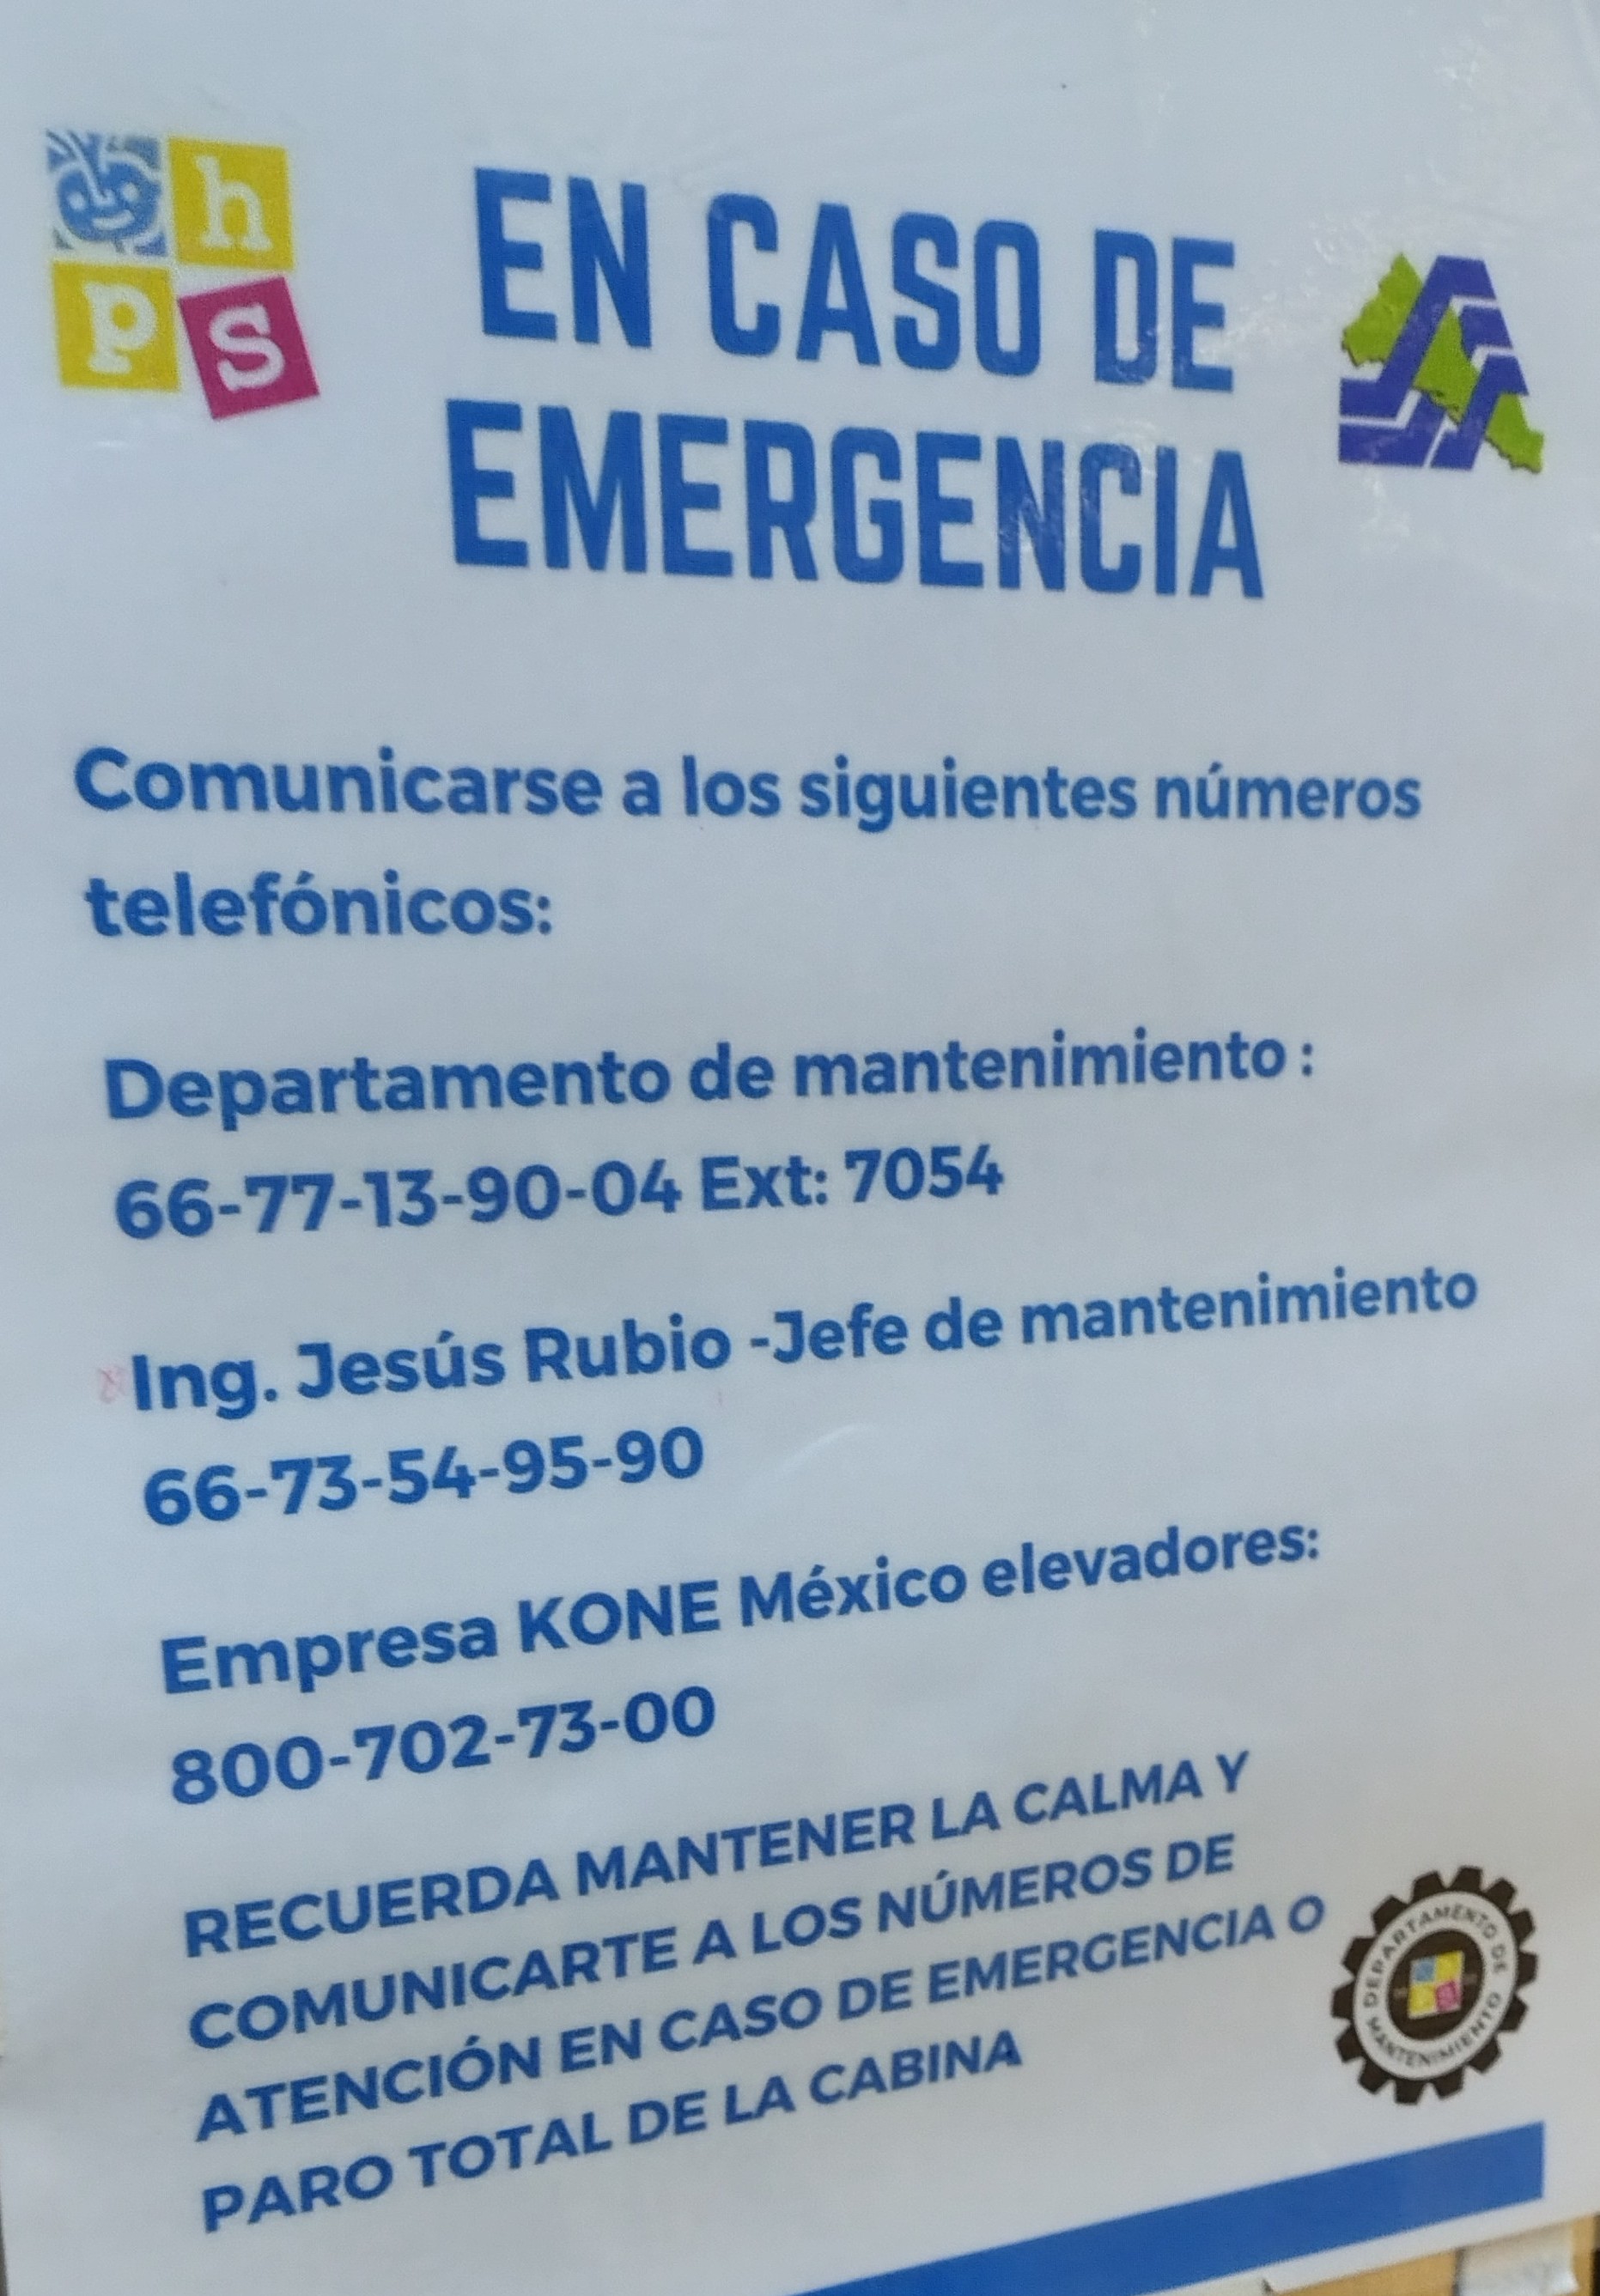 h
p s
EN CASO DE
EMERGENCIA
Comunicarse a los siguientes números
telefónicos:
Departamento de mantenimiento :
66-77-13-90-04 Ext: 7054
Ing. Jesús Rubio -Jefe de mantenimiento
66-73-54-95-90
Empresa KONE México elevadores:
800-702-73-00
RECUERDA MANTENER LA CALMA Y
COMUNICARTE A LOS NÚMEROS DE
ATENCIÓN EN CASO DE EMERGENCIA O
PARO TOTAL DE LA CABINA
DEPARTAMENTO DE
MANTENIMIENTO